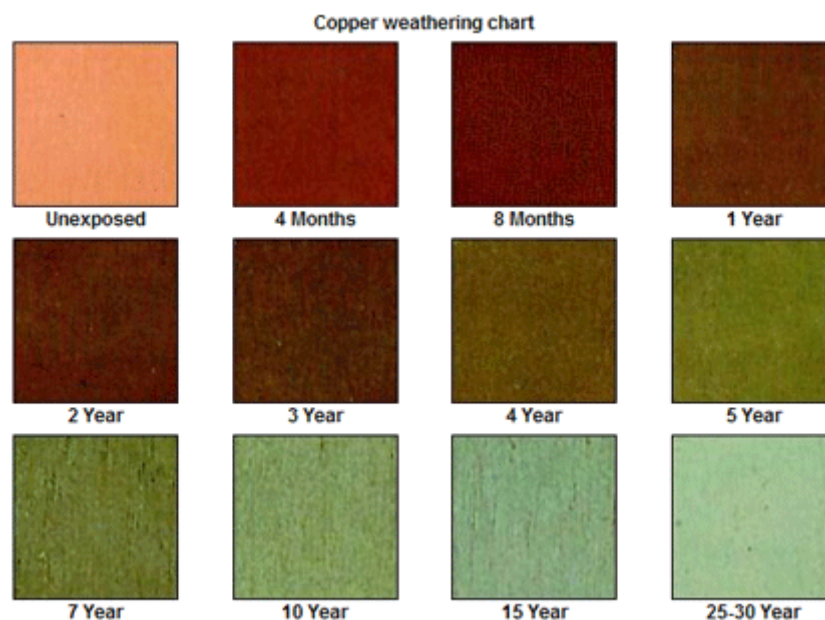 Copper weathering chart
Unexposed
4 Months
8 Months
1 Year
2 Year
3 Year
4 Year
5 Year
7 Year
10 Year
15 Year
25-30 Year